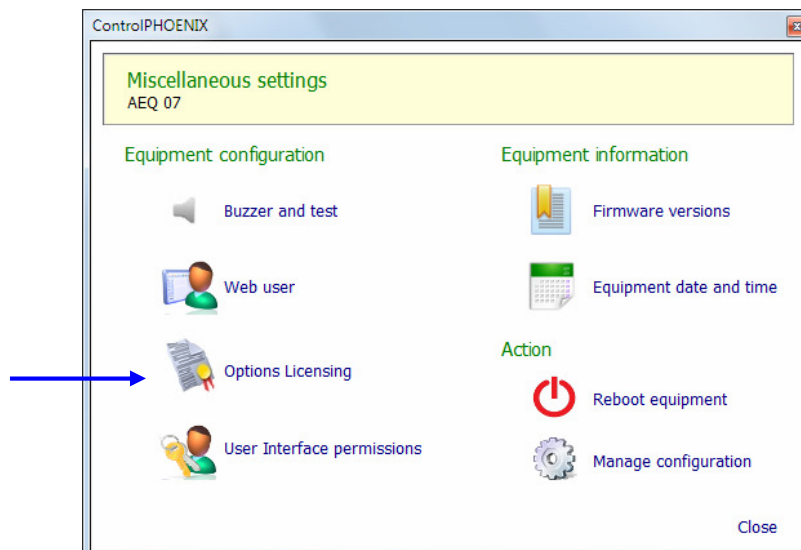 ControlPHOENIX
Miscellaneous settings
AEQ 07
Equipment configuration
Buzzer and test
Web user
Options Licensing
User Interface permissions
Equipment information
Firmware versions
Equipment date and time
Action
Reboot equipment
Manage configuration
Close